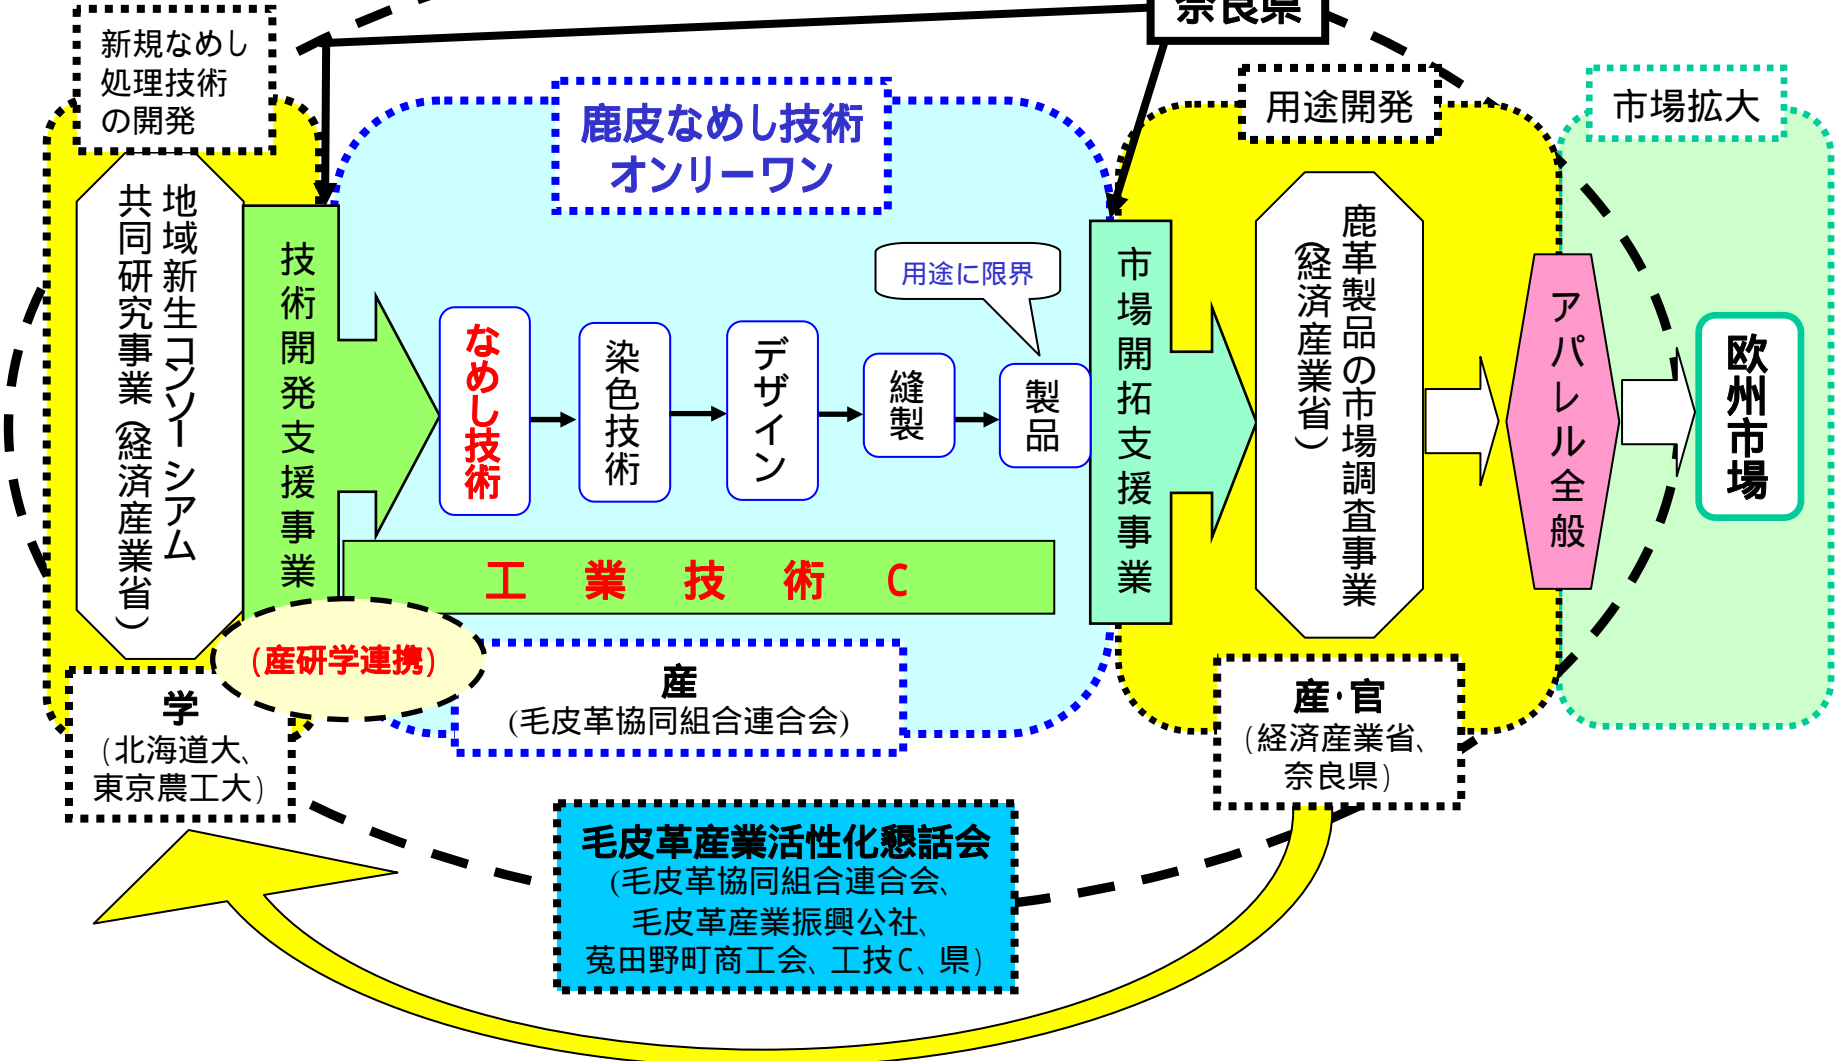 奈良県
新規なめし
処理技術
の開発
鹿皮なめし技術
オンリーワン
用途開発
市場拡大
地域新生コンソーシアム
共同研究事業(経済産業省)
技術開発支援事業
なめし技術
染色技術
デザイン
縫製
製品
用途に限界
市場開拓支援事業
鹿革製品の市場調査事業
(経済産業省)
アパレル全般
欧州市場
工業技術C
(産研学連携)
学
(北海道大、
東京農工大)
産
(毛皮革協同組合連合会)
産・官
(経済産業省、
奈良県)
毛皮革産業活性化懇話会
(毛皮革協同組合連合会、
毛皮革産業振興公社、
菟田野町商工会、工技C、県)